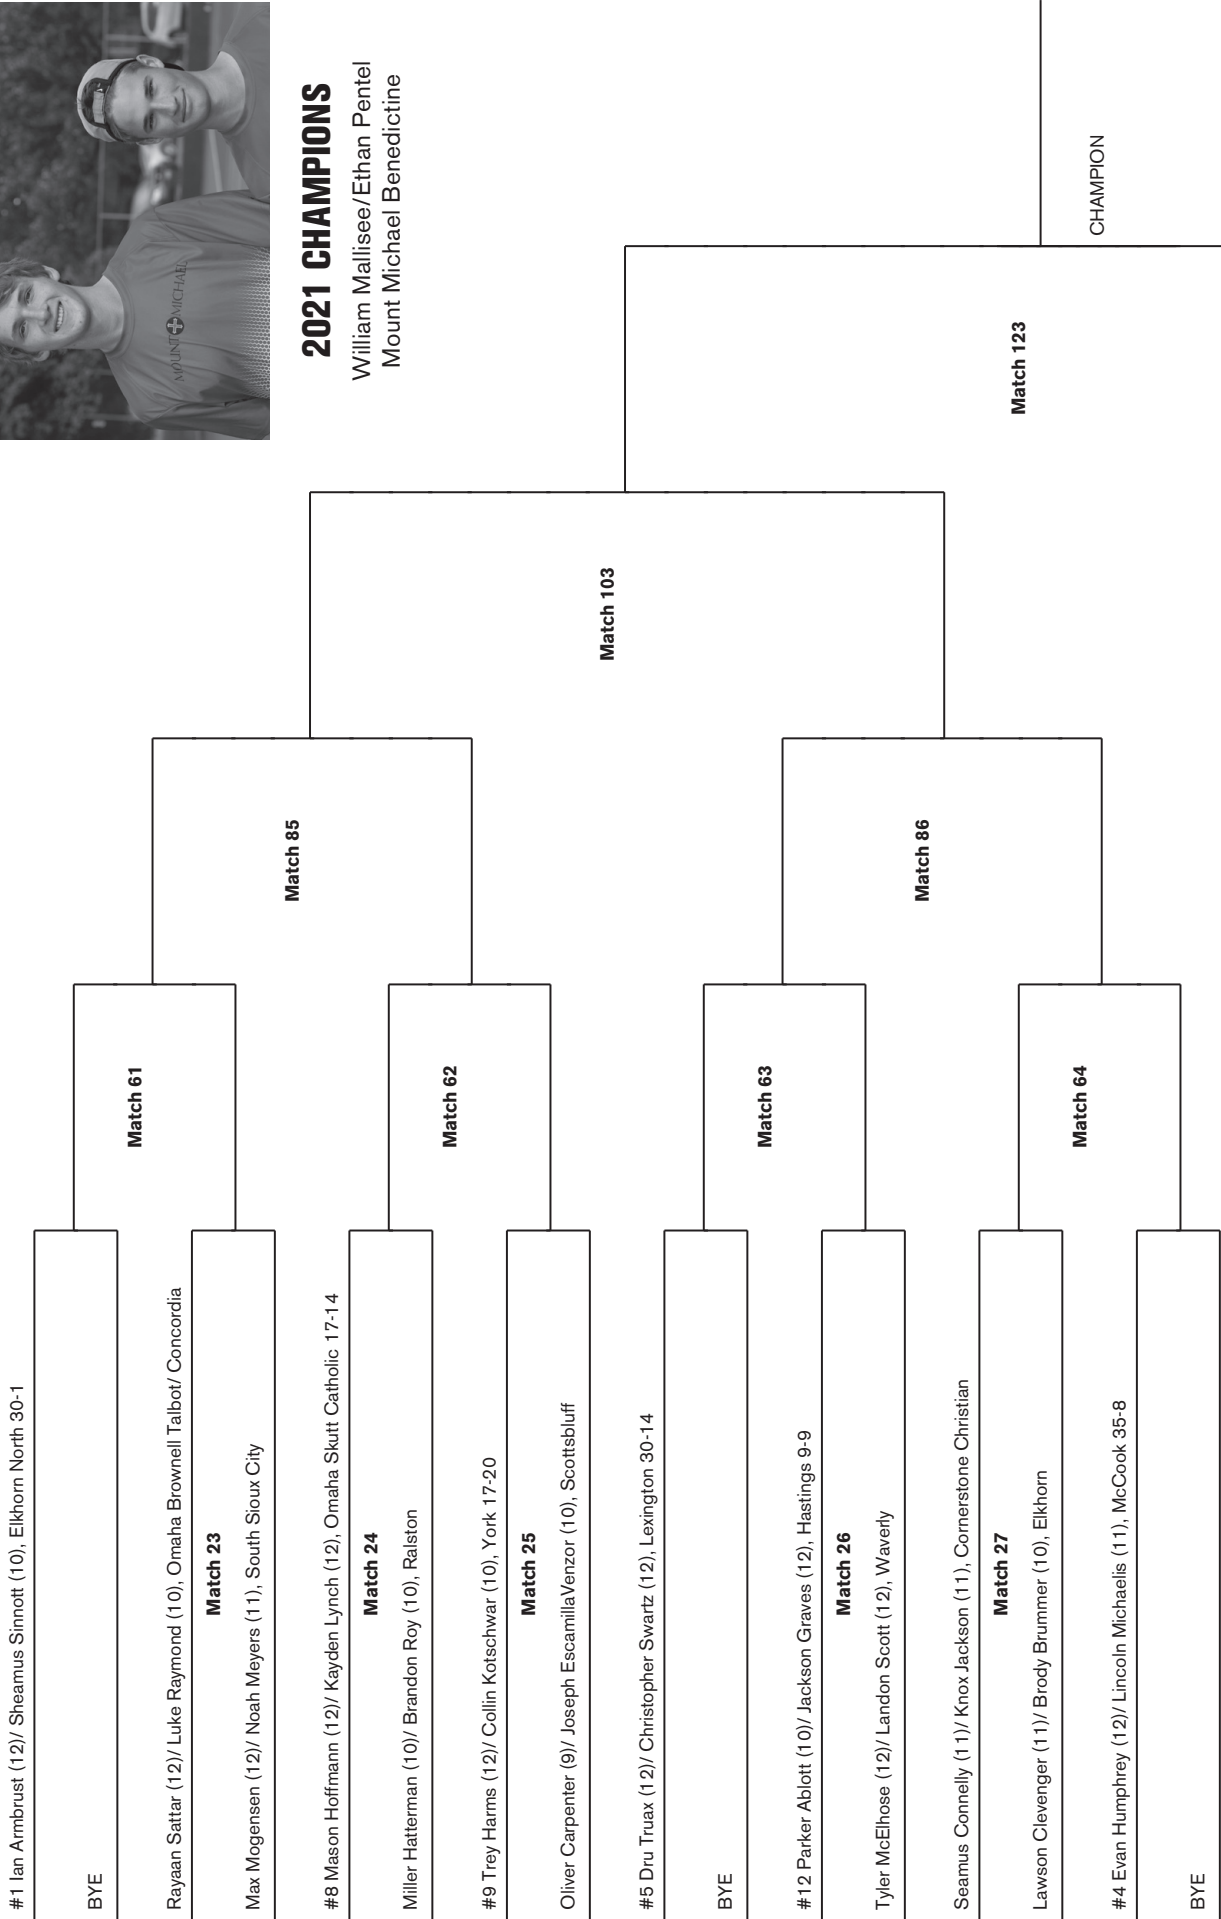 #1 Ian Armbrust (12)/ Sheamus Sinnott (10), Elkhorn North 30-1
BYE
Rayaan Sattar (12)/ Luke Raymond (10), Omaha Brownell Talbot/ Concordia
Match 23
Max Mogensen (12)/ Noah Meyers (11), South Sioux City
#8 Mason Hoffmann (12)/ Kayden Lynch (12), Omaha Skutt Catholic 17-14
Match 24
Miller Hatterman (10)/ Brandon Roy (10), Ralston
#9 Trey Harms (12)/ Collin Kotschwar (10), York 17-20
Match 25
Oliver Carpenter (9)/ Joseph EscamillaVenzor (10), Scottsbluff
#5 Dru Truax (12)/ Christopher Swartz (12), Lexington 30-14
BYE
#12 Parker Ablott (10)/ Jackson Graves (12), Hastings 9-9
Match 26
Tyler McElhose (12)/ Landon Scott (12), Waverly
Seamus Connelly (11)/ Knox Jackson (11), Cornerstone Christian
Match 27
Lawson Clevenger (11)/ Brody Brummer (10), Elkhorn
#4 Evan Humphrey (12)/ Lincoln Michaelis (11), McCook 35-8
BYE
Match 61
Match 62
Match 63
Match 64
Match 85
Match 86
Match 103
Match 123
CHAMPION
MOUNT MICHAEL
2021 CHAMPIONS
William Mallisee/Ethan Pentel
Mount Michael Benedictine